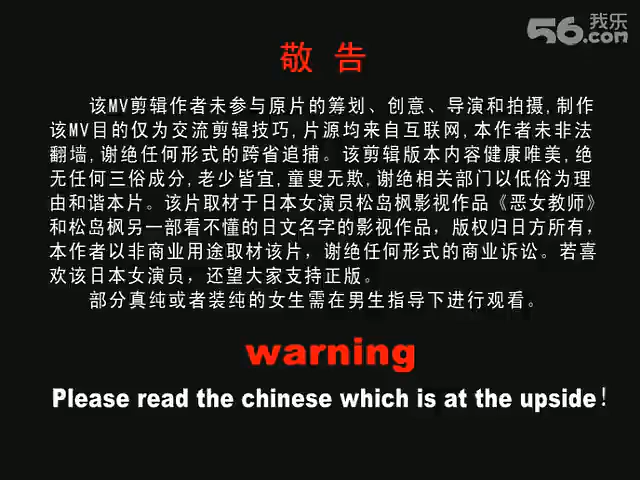 56 我乐
.com
敬 告
该MV剪辑作者未参与原片的筹划、创意、导演和拍摄,制作
该MV目的仅为交流剪辑技巧,片源均来自互联网,本作者未非法
翻墙,谢绝任何形式的跨省追捕。该剪辑版本内容健康唯美,绝
无任何三俗成分,老少皆宜,童叟无欺,谢绝相关部门以低俗为理
由和谐本片。该片取材于日本女演员松岛枫影视作品《恶女教师》
和松岛枫另一部看不懂的日文名字的影视作品，版权归日方所有，
本作者以非商业用途取材该片，谢绝任何形式的商业诉讼。若喜
欢该日本女演员，还望大家支持正版。
部分真纯或者装纯的女生需在男生指导下进行观看。
warning
Please read the chinese which is at the upside!